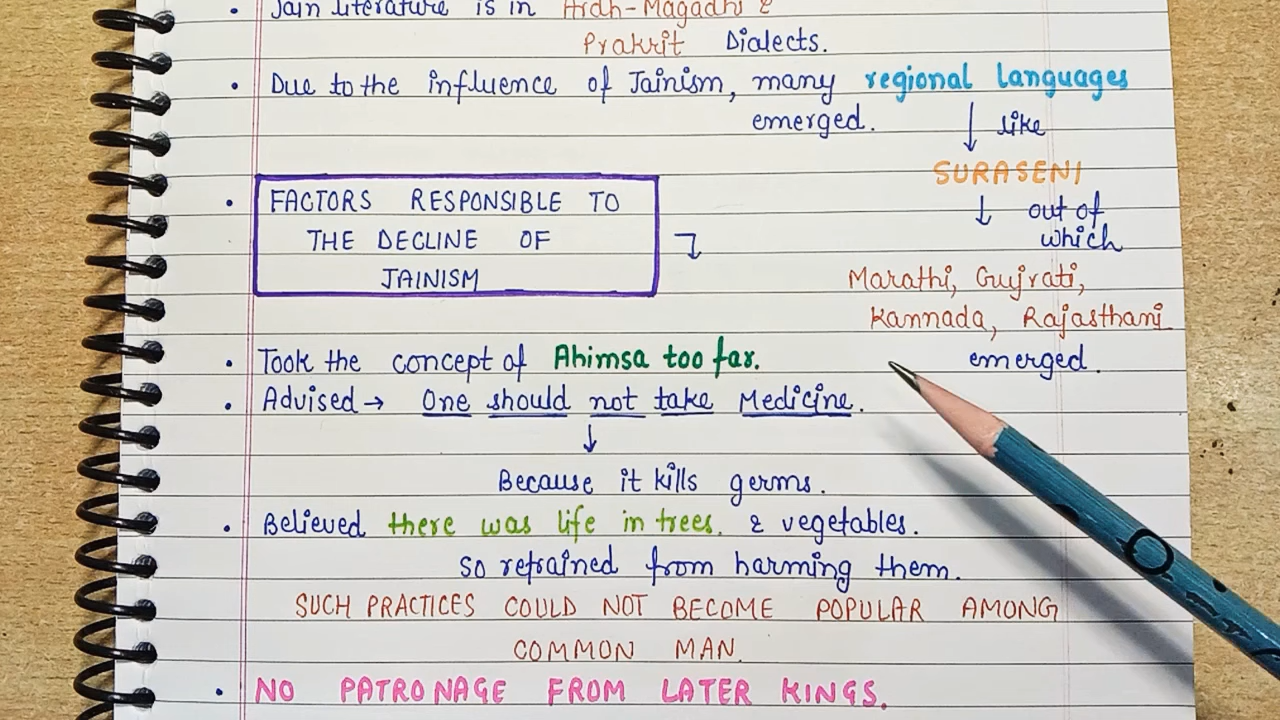 • Jain literature is in Ardh-Magadhi &
Prakrit Dialects.
• Due to the influence of Jainism, many regional languages
emerged.
↓ like
SURASENI
↓ out of
which
Marathi, Gujrati,
Kannada, Rajasthani
emerged.
• FACTORS RESPONSIBLE TO
THE DECLINE OF
JAINISM
• Took the concept of Ahimsa too far.
• Advised → One should not take Medicine.
↓
Because it kills germs.
• Believed there was life in trees. & vegetables.
so refrained from harming them.
SUCH PRACTICES COULD NOT BECOME POPULAR AMONG
COMMON MAN.
• NO PATRONAGE FROM LATER KINGS.